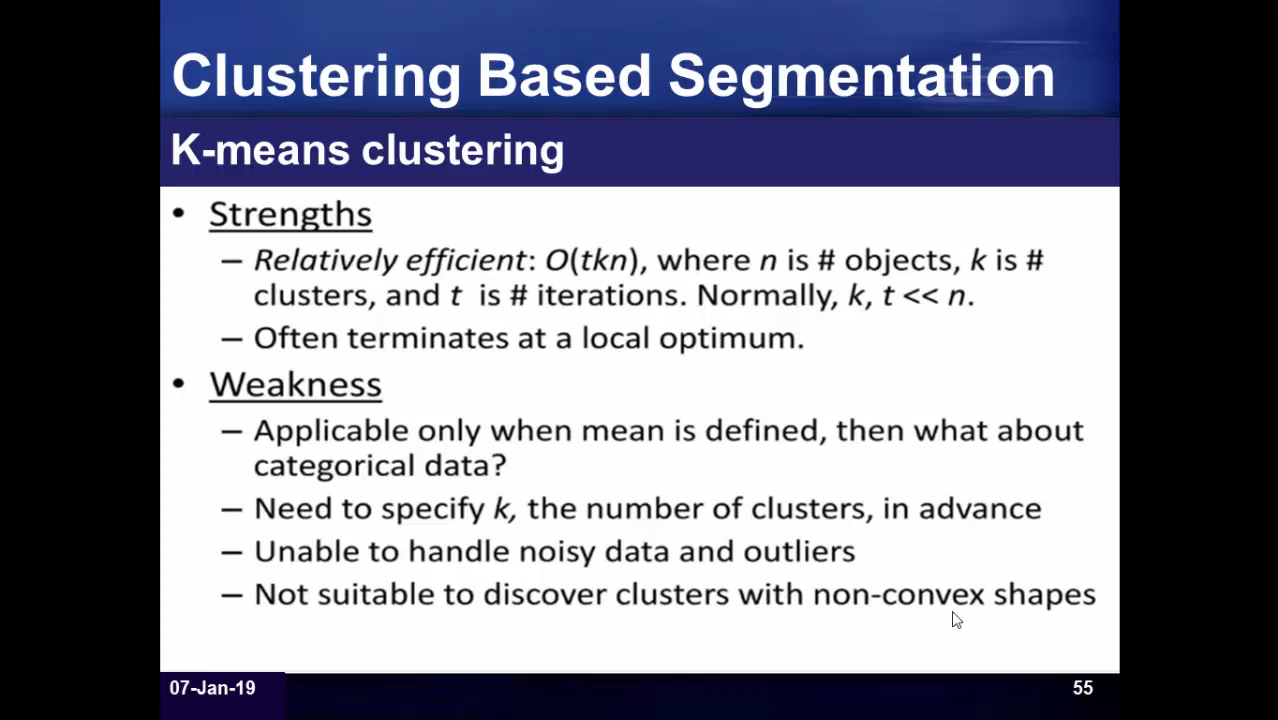 Clustering Based Segmentation
K-means clustering
• Strengths
– Relatively efficient: O(tkn), where n is # objects, k is #
clusters, and t is # iterations. Normally, k, t << n.
– Often terminates at a local optimum.
• Weakness
– Applicable only when mean is defined, then what about
categorical data?
– Need to specify k, the number of clusters, in advance
– Unable to handle noisy data and outliers
– Not suitable to discover clusters with non-convex shapes
07-Jan-19
55